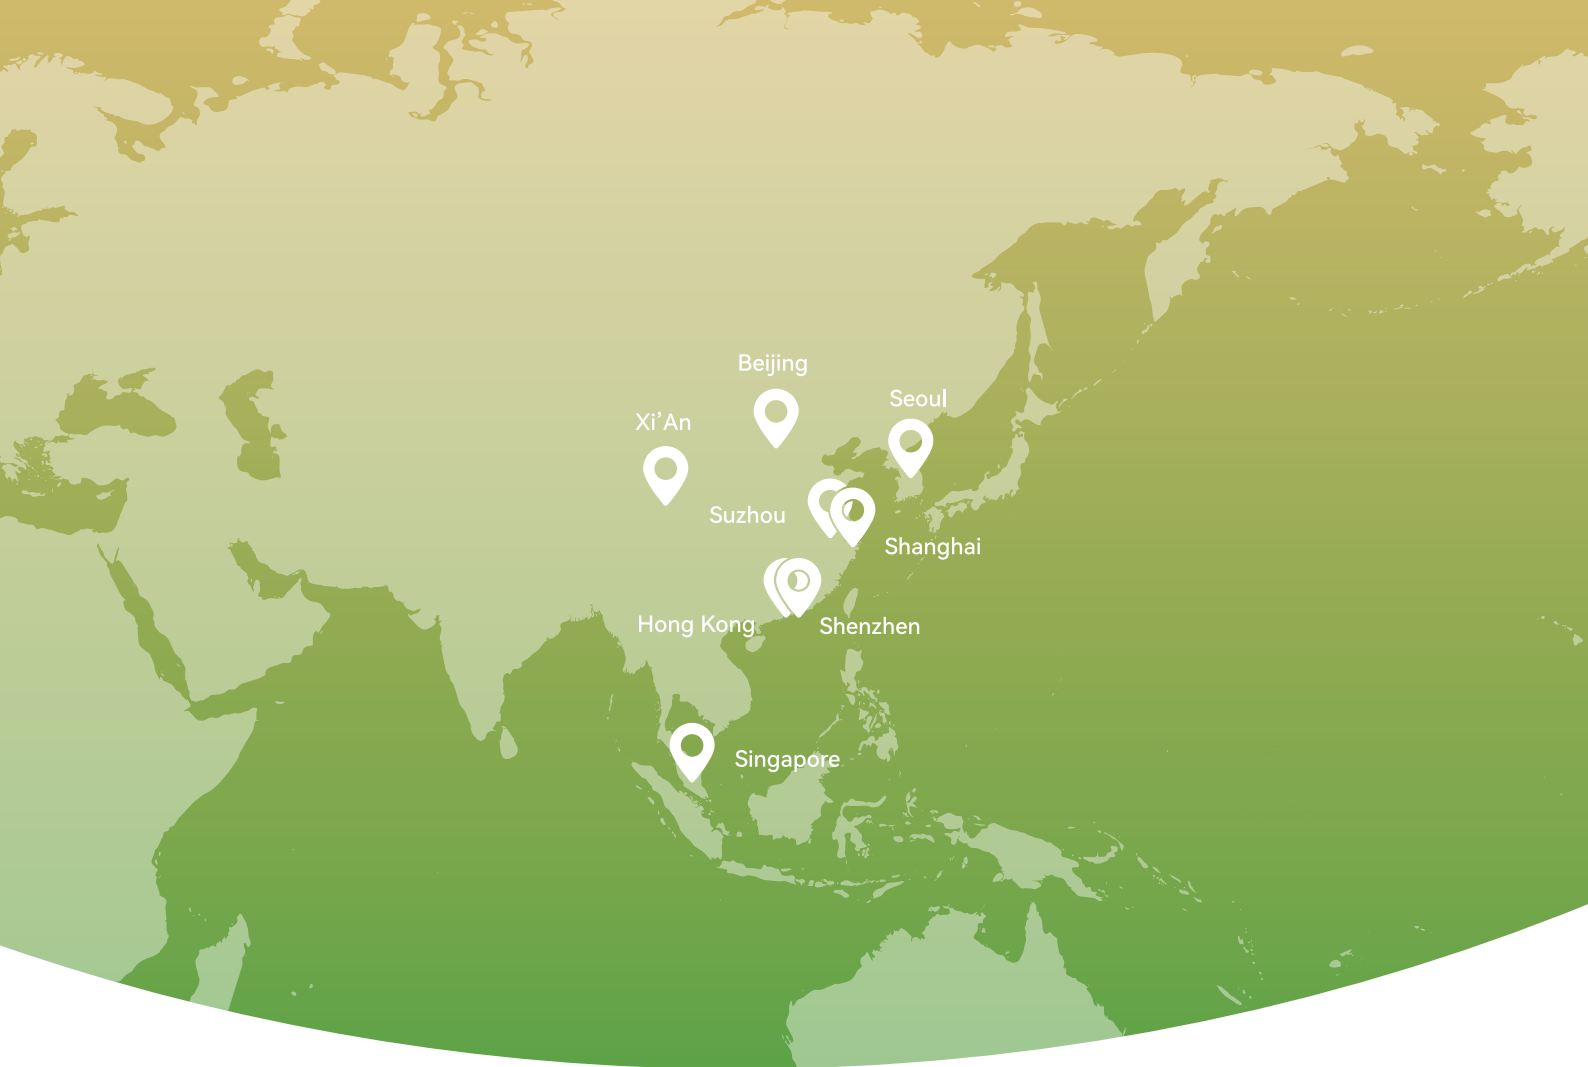 Beijing
Seoul
Xi’An
Suzhou
Shanghai
Hong Kong
Shenzhen
Singapore